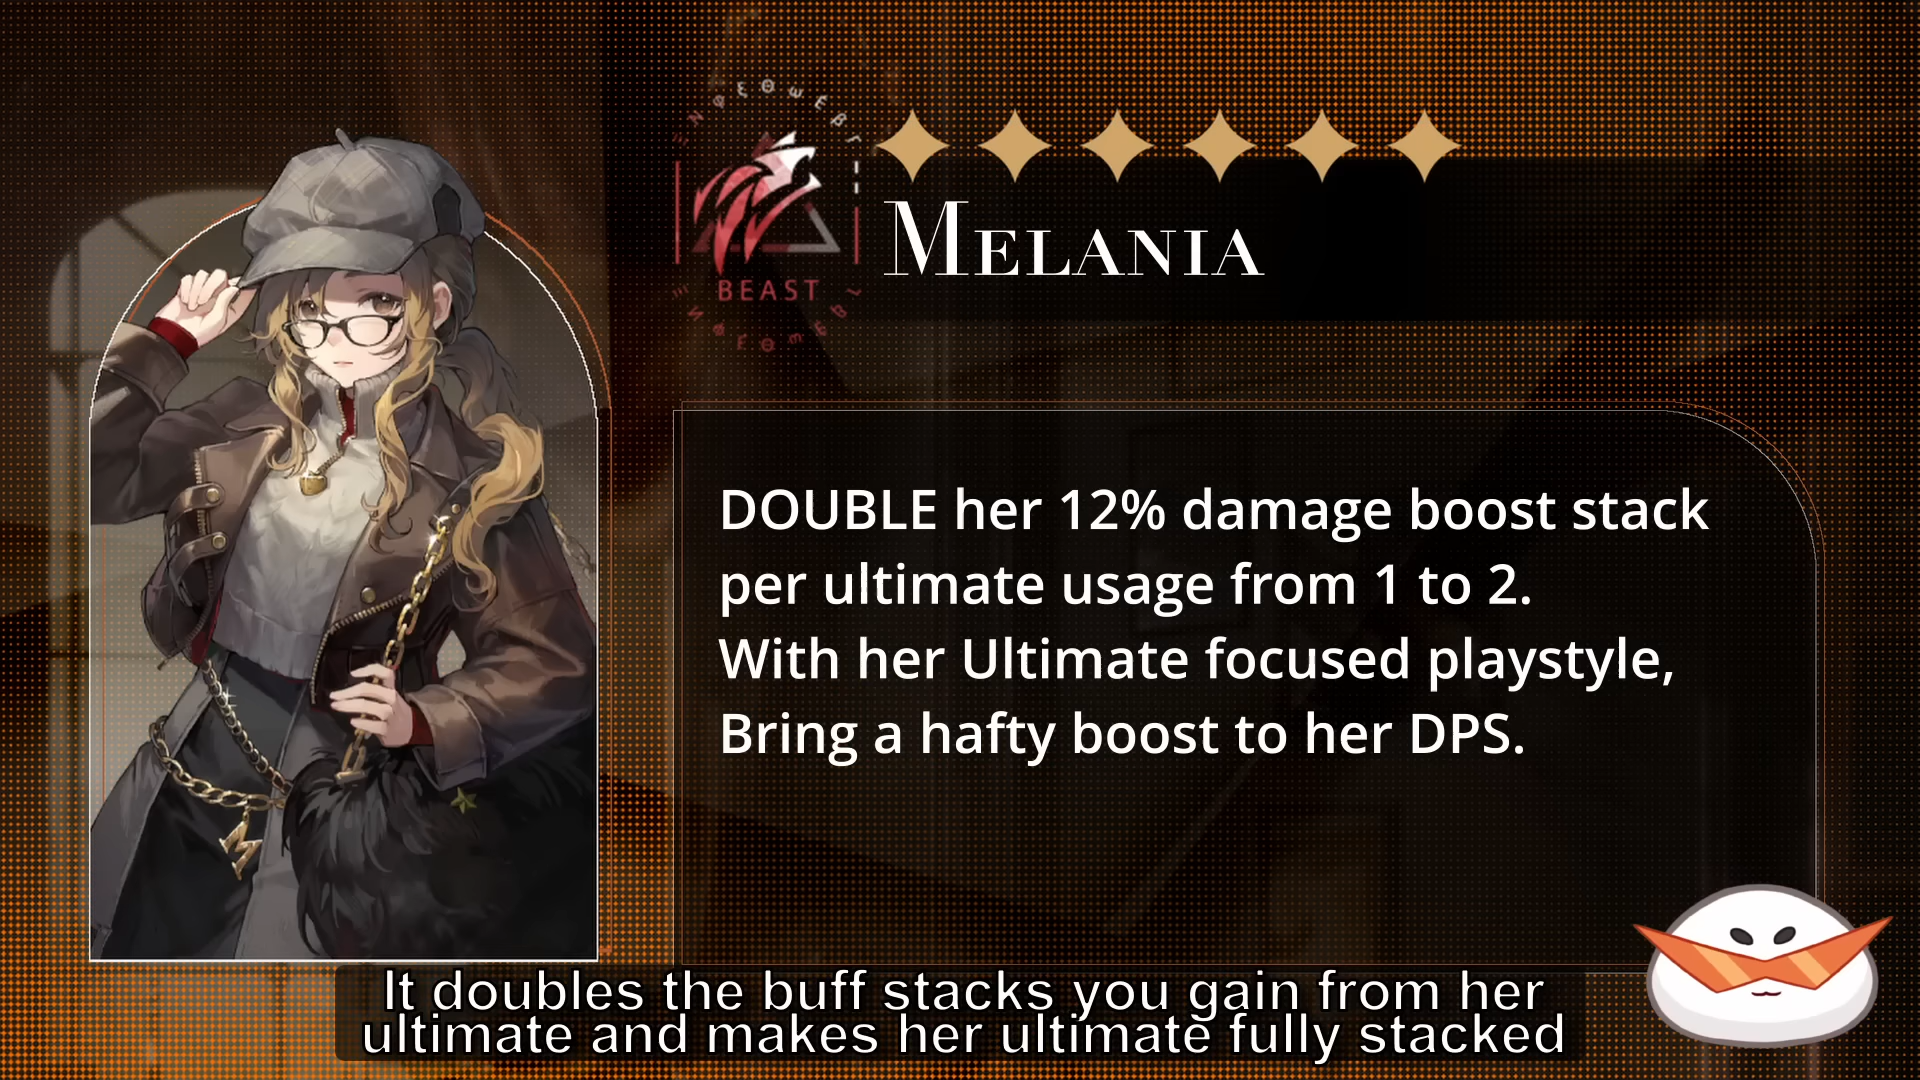 MELANIA
BEAST
DOUBLE her 12% damage boost stack
per ultimate usage from 1 to 2.
With her Ultimate focused playstyle,
Bring a hafty boost to her DPS.
It doubles the buff stacks you gain from her
ultimate and makes her ultimate fully stacked